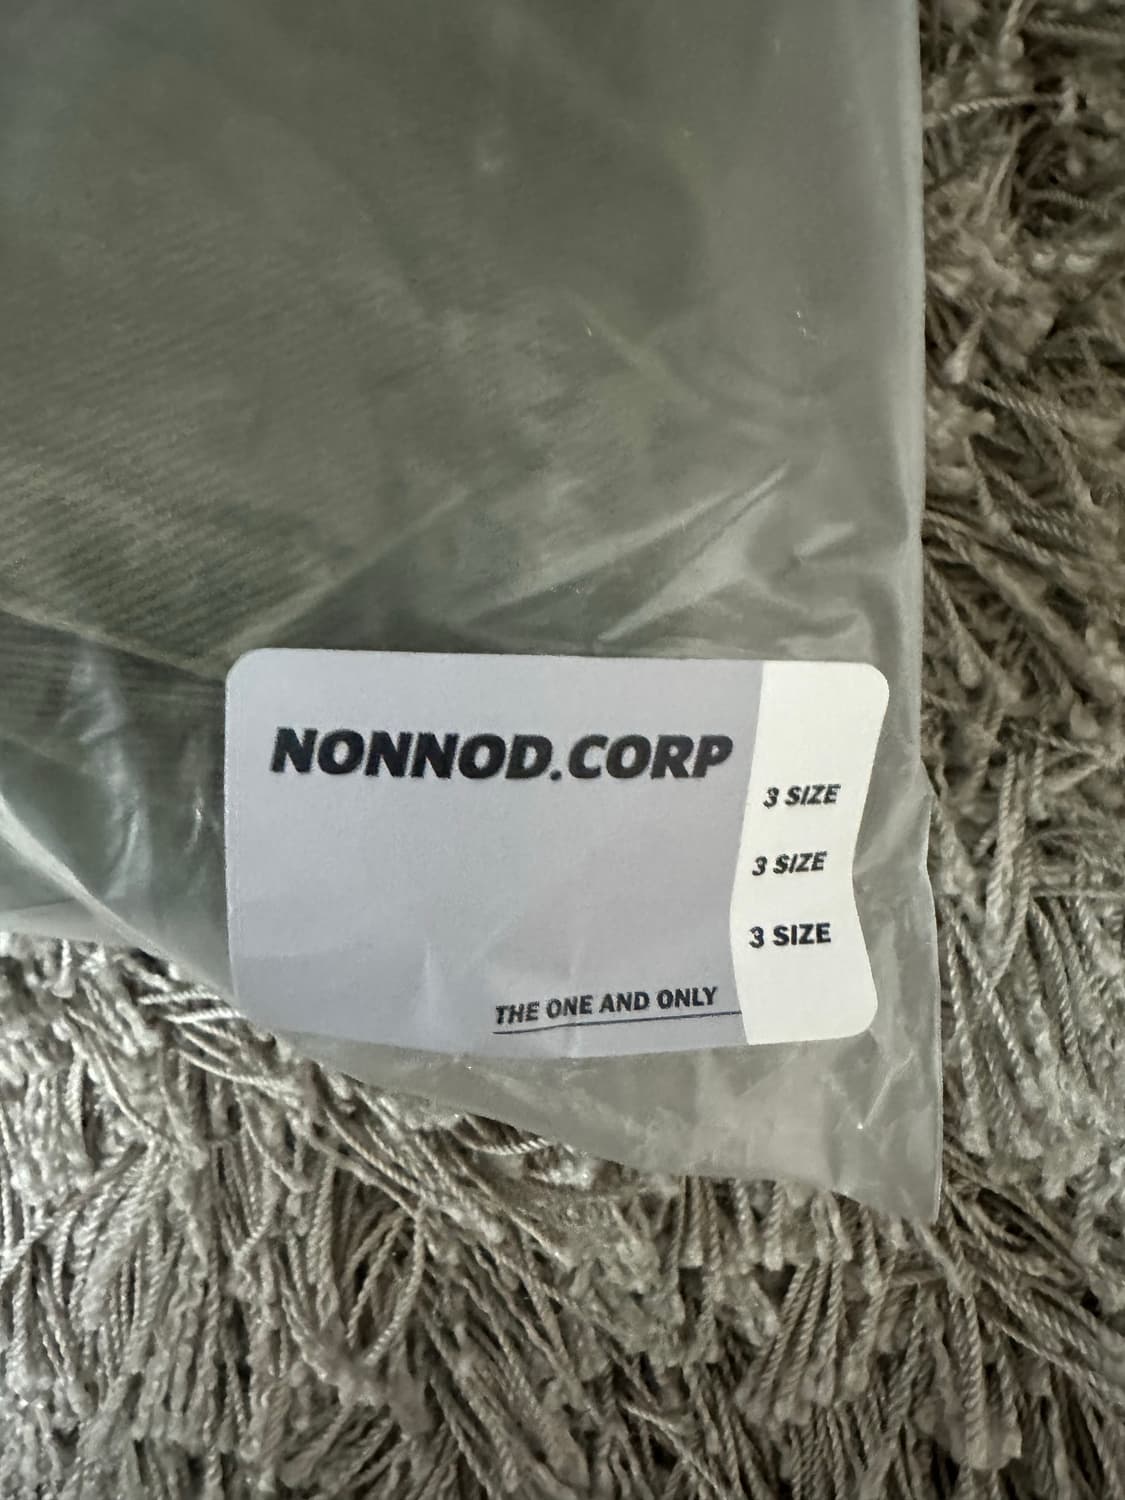 NONNOD.CORP
3 SIZE
3 SIZE
3 SIZE
THE ONE AND ONLY